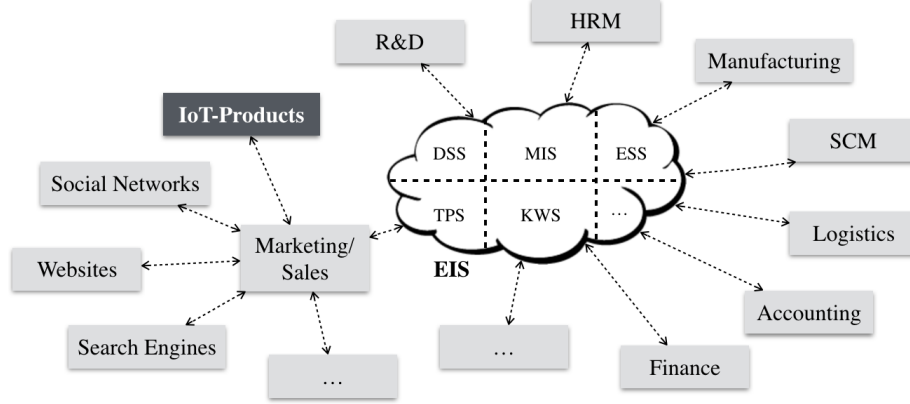 HRM
R&D
Manufacturing
IoT-Products
DSS
MIS
ESS
SCM
Social Networks
TPS
KWS
...
Logistics
Marketing/
Sales
Websites
EIS
Accounting
Search Engines
...
Finance
...